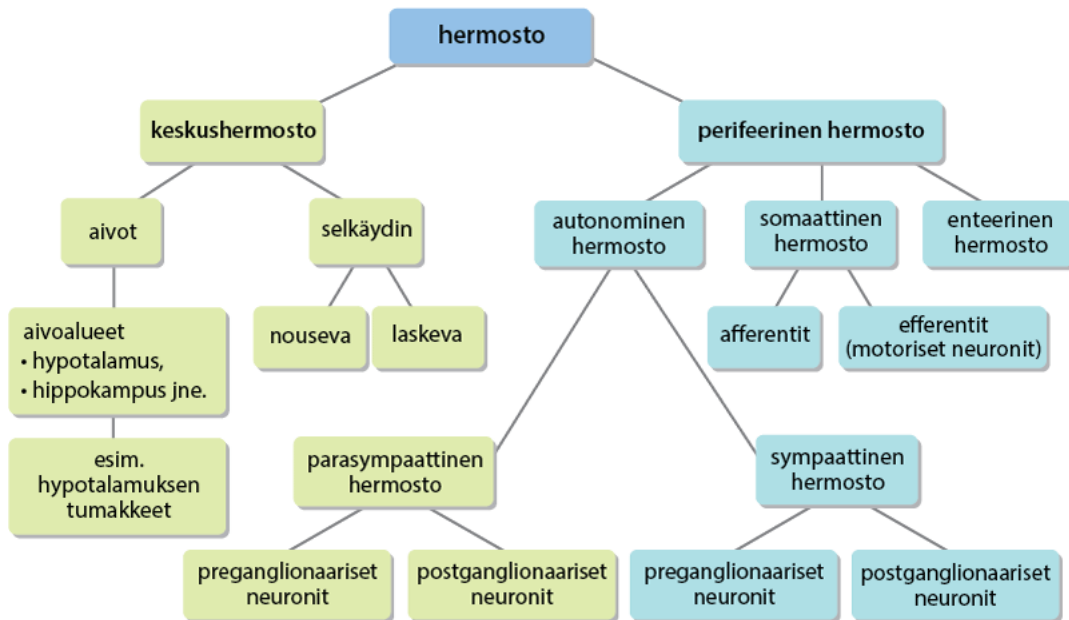 hermosto
keskushermosto
perifeerinen hermosto
aivot
selkäydin
autonominen
hermosto
somaattinen
hermosto
enteerinen
hermosto
aivoalueet
• hypotalamus,
• hippokampus jne.
nouseva
laskeva
afferentit
efferentit
(motoriset neuronit)
esim.
hypotalamuksen
tumakkeet
parasympaattinen
hermosto
sympaattinen
hermosto
preganglionaariset
neuronit
postganglionaariset
neuronit
preganglionaariset
neuronit
postganglionaariset
neuronit